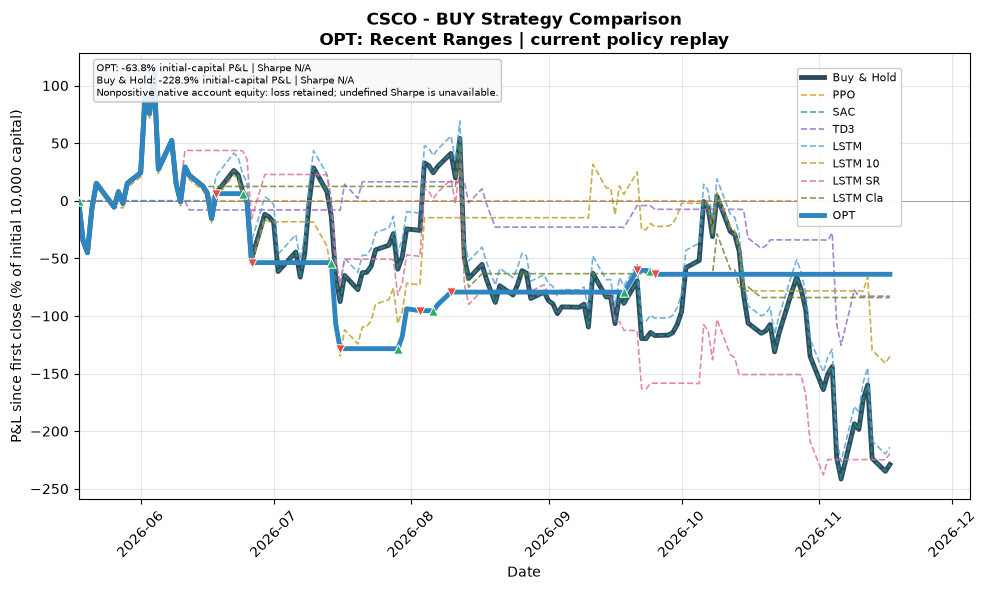 CSCO - BUY Strategy Comparison
OPT: Recent Ranges | current policy replay
OPT: -63.8% initial-capital P&L | Sharpe N/A
Buy & Hold: -228.9% initial-capital P&L | Sharpe N/A
Nonpositive native account equity: loss retained; undefined Sharpe is unavailable.
Buy & Hold
PPO
SAC
TD3
LSTM
LSTM 10
LSTM SR
LSTM Cla
OPT
P&L since first close (% of initial 10,000 capital)
100
50
0
−50
−100
−150
−200
−250
2026-06
2026-07
2026-08
2026-09
2026-10
2026-11
2026-12
Date